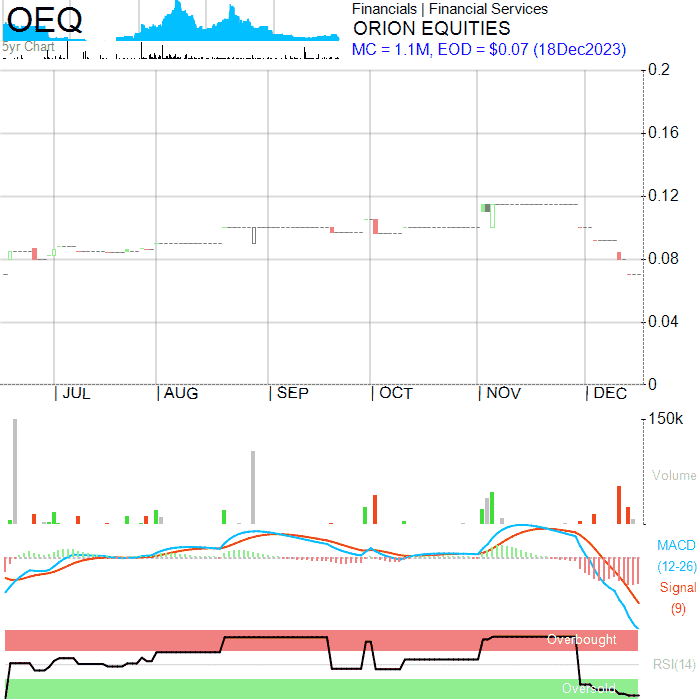 OEQ
5yr Chart
Financials | Financial Services
ORION EQUITIES
MC = 1.1M, EOD = $0.07 (18Dec2023)
0.2
0.16
0.12
0.08
0.04
0
| JUL | AUG | SEP | OCT | NOV | DEC
150k
Volume
MACD
(12-26)
Signal
(9)
Overbought
RSI(14)
Oversold